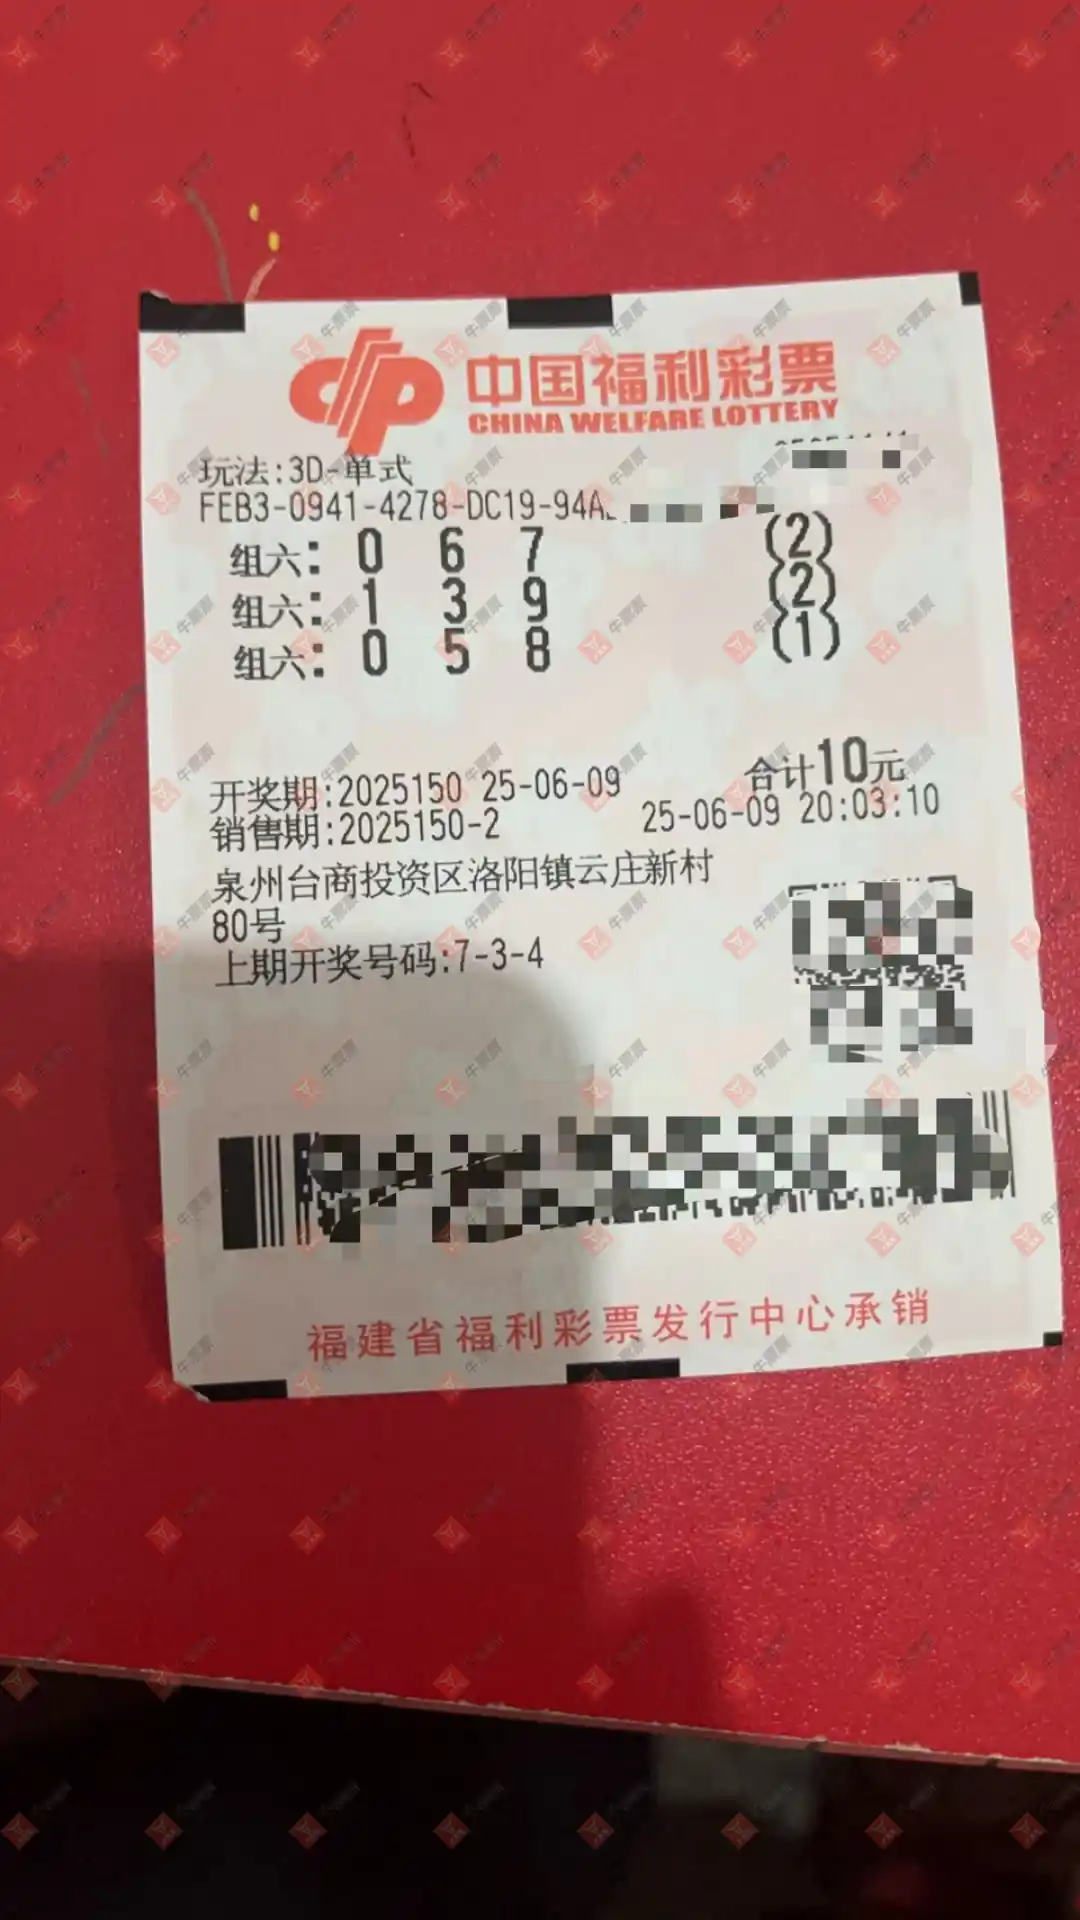 中国福利彩票
CHINA WELFARE LOTTERY
玩法:3D-单式
FEB3-0941-4278-DC19-94A
组六: 0 6 7 (2)
组六: 1 3 9 (2)
组六: 0 5 8 (1)
合计10元
开奖期:2025150 25-06-09
销售期:2025150-2 25-06-09 20:03:10
泉州台商投资区洛阳镇云庄新村
80号
上期开奖号码:7-3-4
福建省福利彩票发行中心承销
牛票票